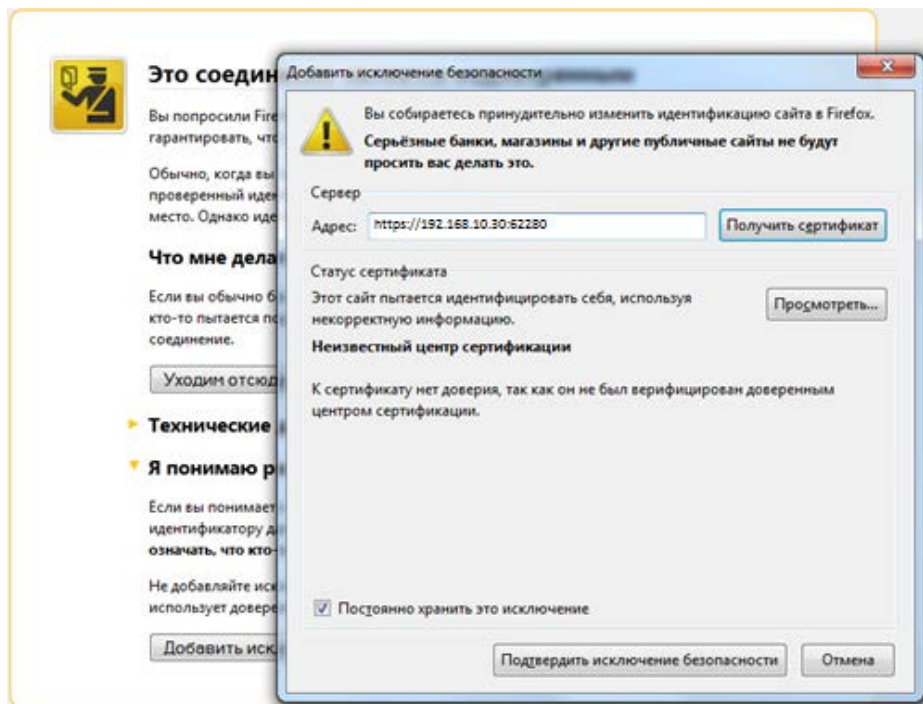 Это соедин
Вы попросили Fire
гарантировать, что
Обычно, когда вы
проверенный иден
место. Однако иде
Что мне дела
Если вы обычно б
кто-то пытается по
соединение.
Уходим отсюд
Технические
Я понимаю р
Если вы понимает
идентификатору д
означать, что кто-
Не добавляйте иск
использует довере
Добавить иск
Добавить исключение безопасности
Вы собираетесь принудительно изменить идентификацию сайта в Firefox.
Серьёзные банки, магазины и другие публичные сайты не будут
просить вас делать это.
Сервер
Адрес: https://192.168.10.30:62280 Получить сертификат
Статус сертификата
Этот сайт пытается идентифицировать себя, используя
некорректную информацию.
Просмотреть...
Неизвестный центр сертификации
К сертификату нет доверия, так как он не был верифицирован доверенным
центром сертификации.
Постоянно хранить это исключение
Подтвердить исключение безопасности Отмена